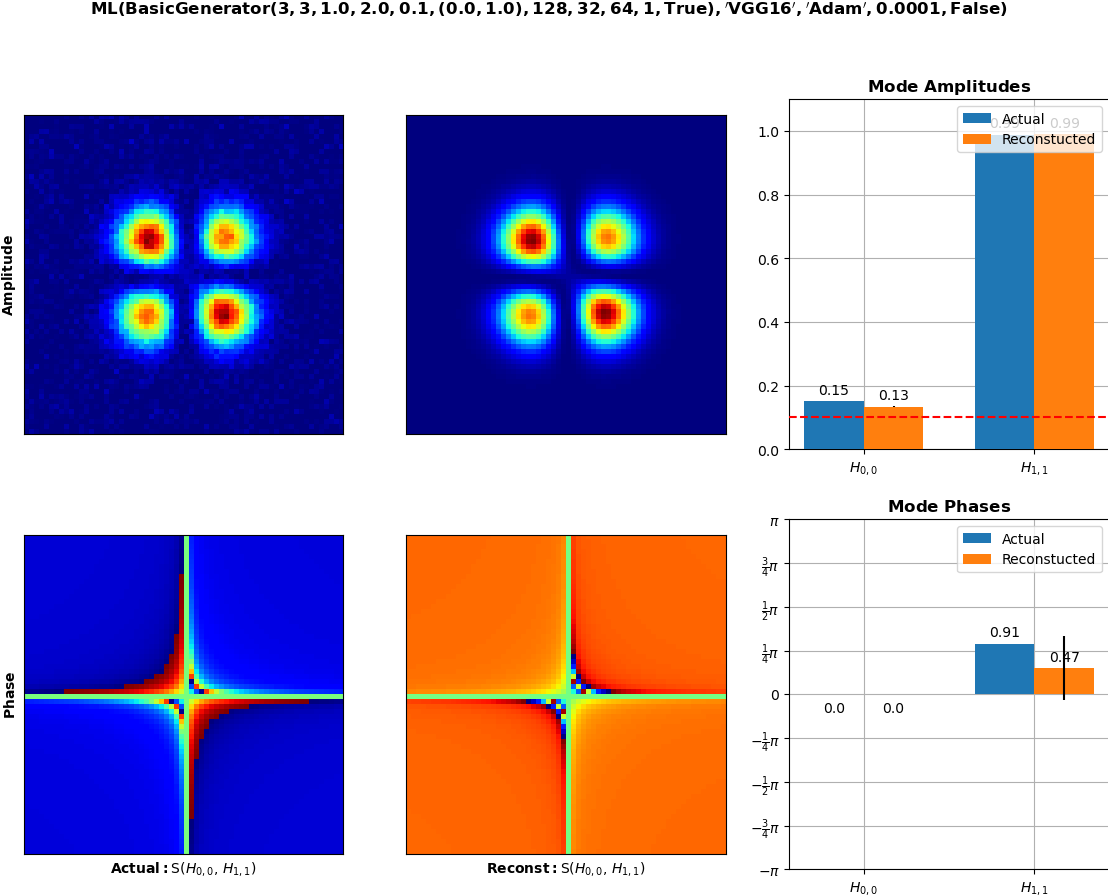 ML(BasicGenerator(3, 3, 1.0, 2.0, 0.1, (0.0, 1.0), 128, 32, 64, 1, True), ′VGG16′, ′Adam′, 0.0001, False)
Amplitude
Mode Amplitudes
Actual
Reconstucted
0.99
1.0
0.8
0.6
0.4
0.2
0.0
0.15
0.13
H0,0
H1,1
Phase
Actual: S(H0,0, H1,1)
Reconst: S(H0,0, H1,1)
Mode Phases
Actual
Reconstucted
π
3/4π
1/2π
1/4π
0
−1/4π
−1/2π
−3/4π
−π
0.0
0.0
0.91
0.47
H0,0
H1,1